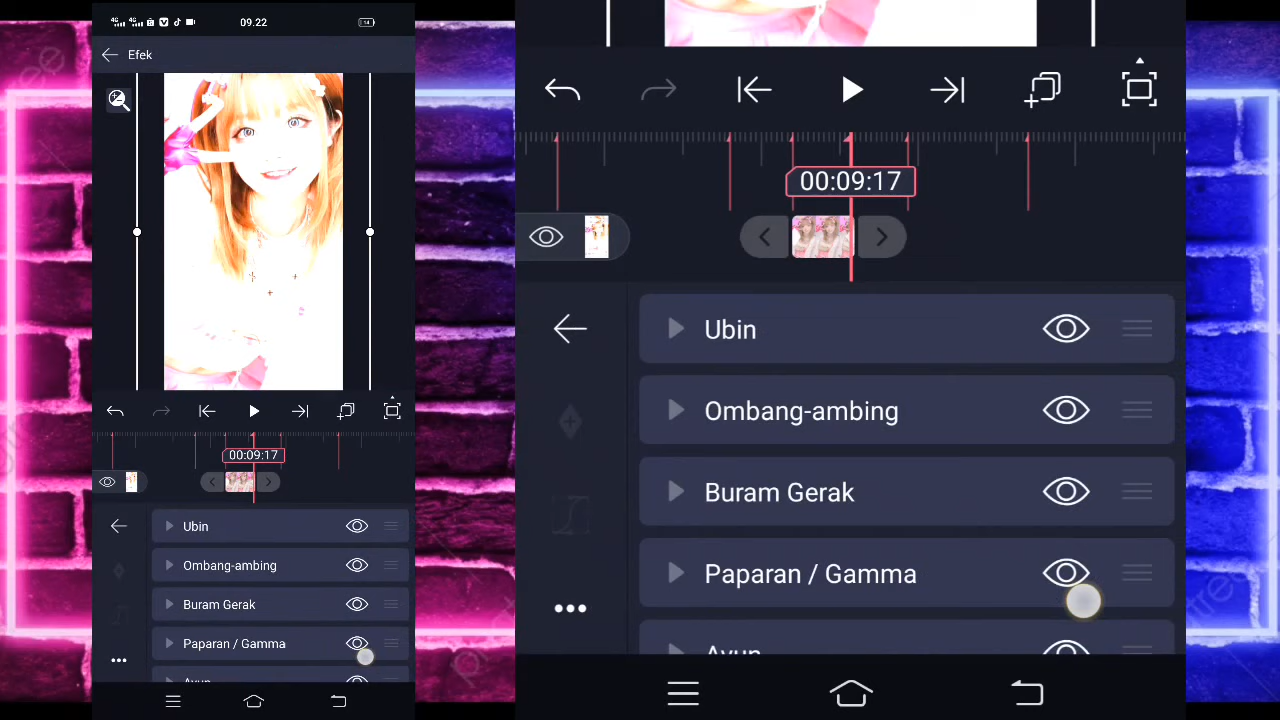 09.22
14
Efek
00:09:17
Ubin
Ombang-ambing
Buram Gerak
Paparan / Gamma
00:09:17
Ubin
Ombang-ambing
Buram Gerak
Paparan / Gamma